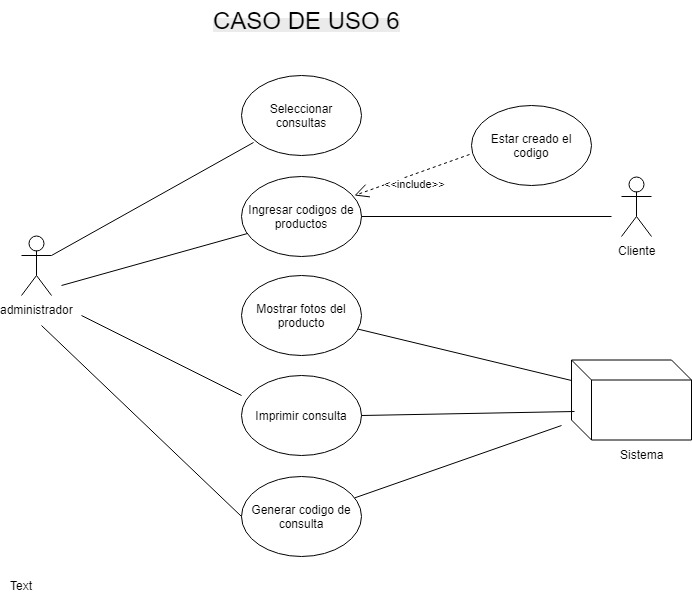 CASO DE USO 6
Seleccionar
consultas
Estar creado el
codigo
<<include>>
Ingresar codigos de
productos
Cliente
administrador
Mostrar fotos del
producto
Imprimir consulta
Sistema
Generar codigo de
consulta
Text